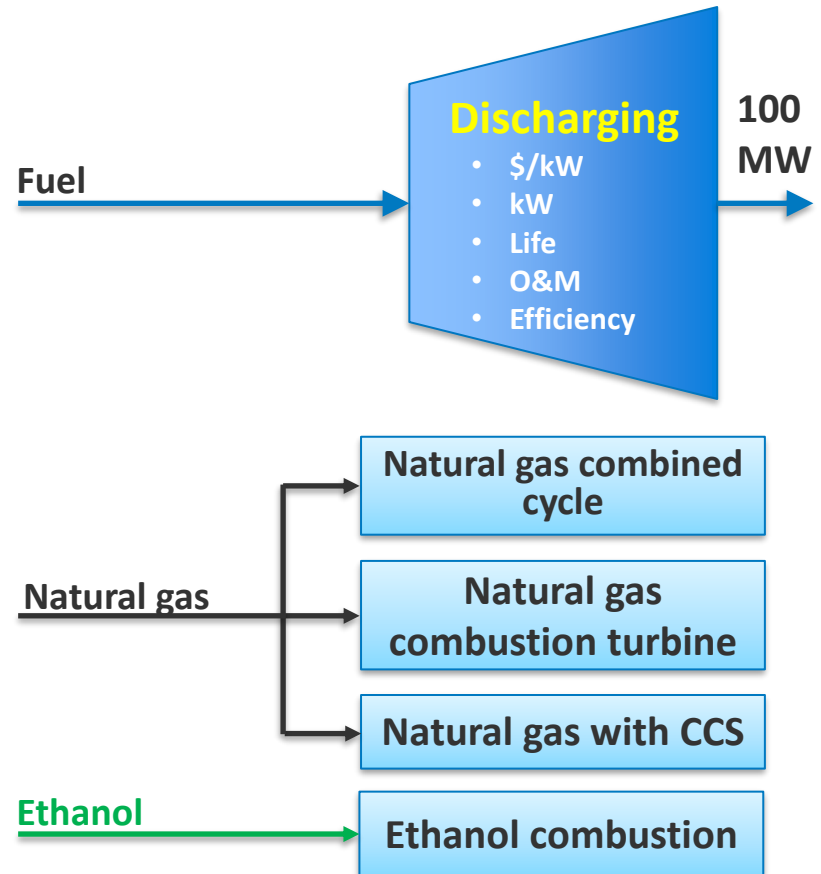 Discharging
100
MW
• $/kW
• kW
• Life
• O&M
• Efficiency
Fuel
Natural gas combined
cycle
Natural gas
Natural gas
combustion turbine
Natural gas with CCS
Ethanol
Ethanol combustion